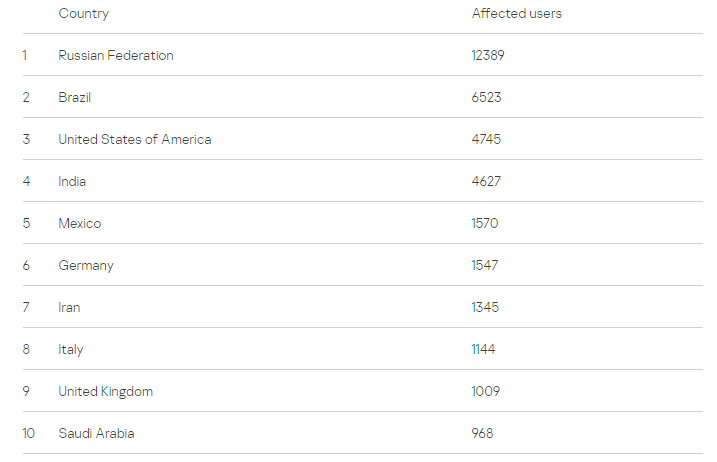 Country Affected users
1 Russian Federation 12389
2 Brazil 6523
3 United States of America 4745
4 India 4627
5 Mexico 1570
6 Germany 1547
7 Iran 1345
8 Italy 1144
9 United Kingdom 1009
10 Saudi Arabia 968